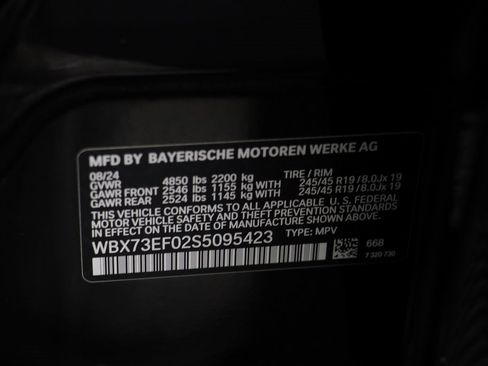 MFD BY BAYERISCHE MOTOREN WERKE AG
08/24 TIRE / RIM
GVWR 4850 lbs 2200 kg
GAWR FRONT 2546 lbs 1155 kg WITH 245/45 R19 / 8.0Jx 19
GAWR REAR 2524 lbs 1145 kg WITH 245/45 R19 / 8.0Jx 19
THIS VEHICLE CONFORMS TO ALL APPLICABLE U. S. FEDERAL
MOTOR VEHICLE SAFETY AND THEFT PREVENTION STANDARDS
IN EFFECT ON THE DATE OF MANUFACTURE SHOWN ABOVE.
WBX73EF02S5095423 TYPE: MPV
668
7 320 730